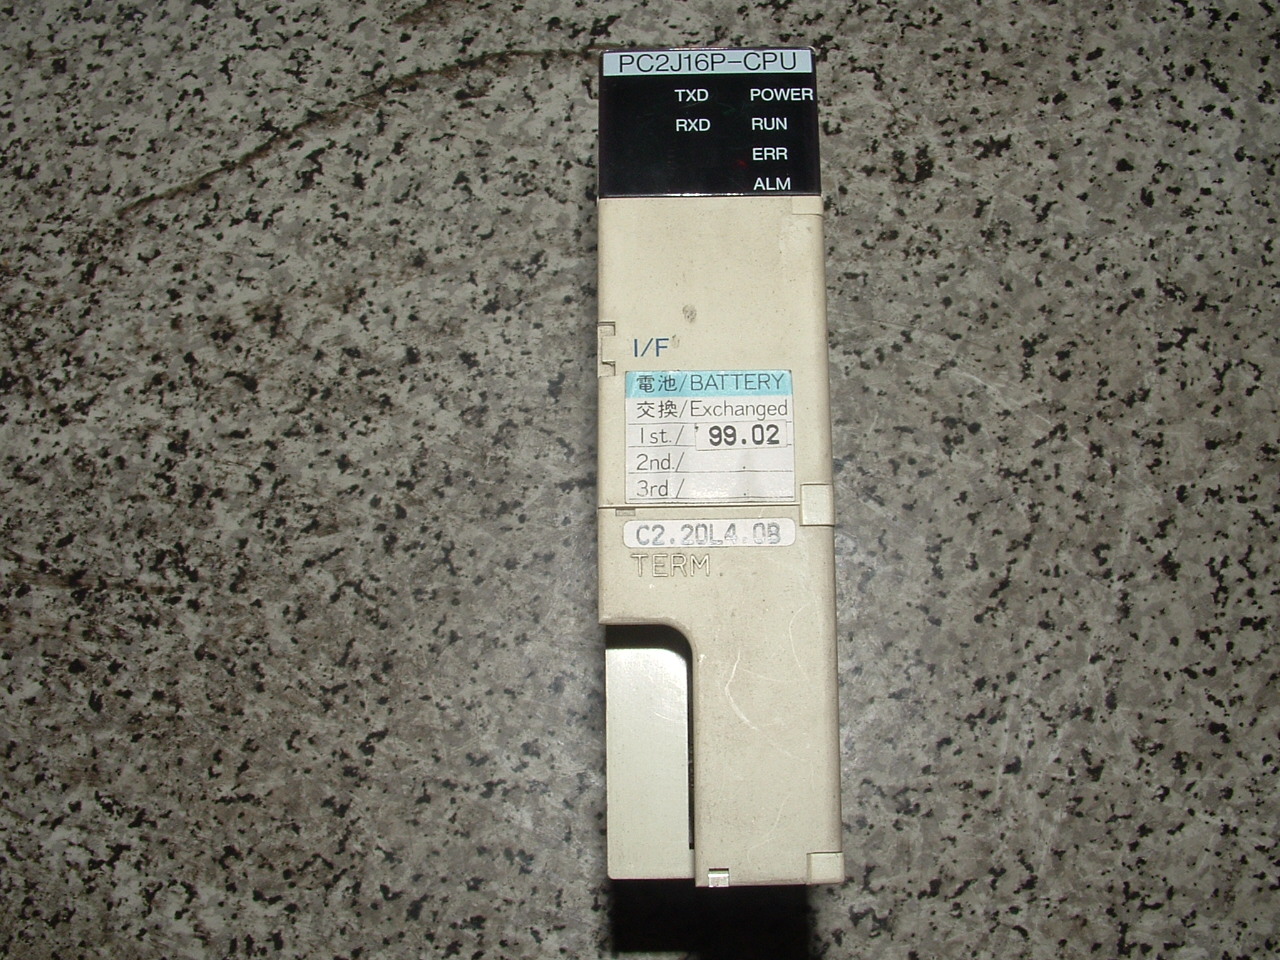 PC2J16P-CPU
TXD POWER
RXD RUN
ERR
ALM
I/F
電池/BATTERY
交換/Exchanged
1st./ 99.02
2nd./
3rd/
C2.20L4.0B
TERM